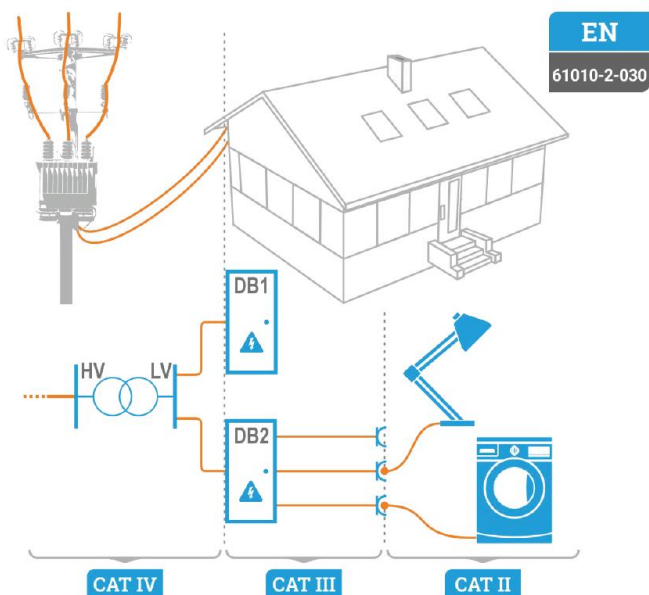 EN
61010-2-030
DB1
HV LV
DB2
CAT IV CAT III CAT II